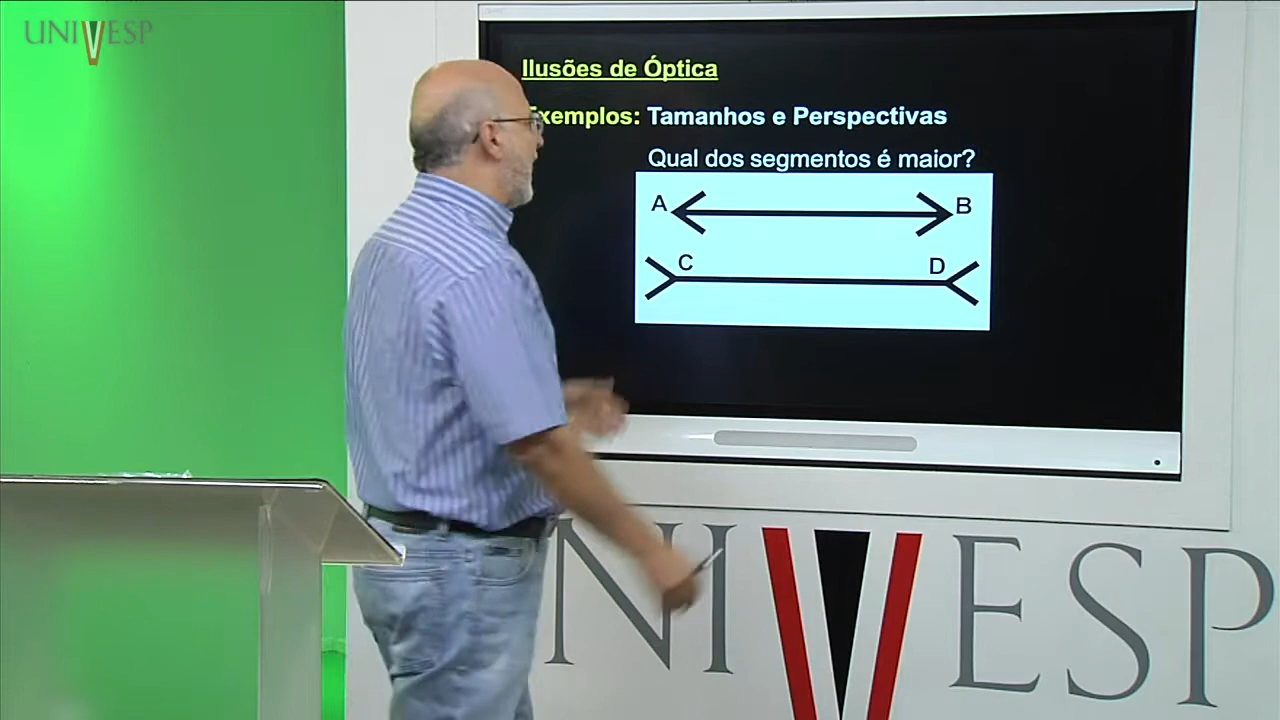 UNIVESP
Ilusões de Óptica
Exemplos: Tamanhos e Perspectivas
Qual dos segmentos é maior?
A B
C D
UNIVESP